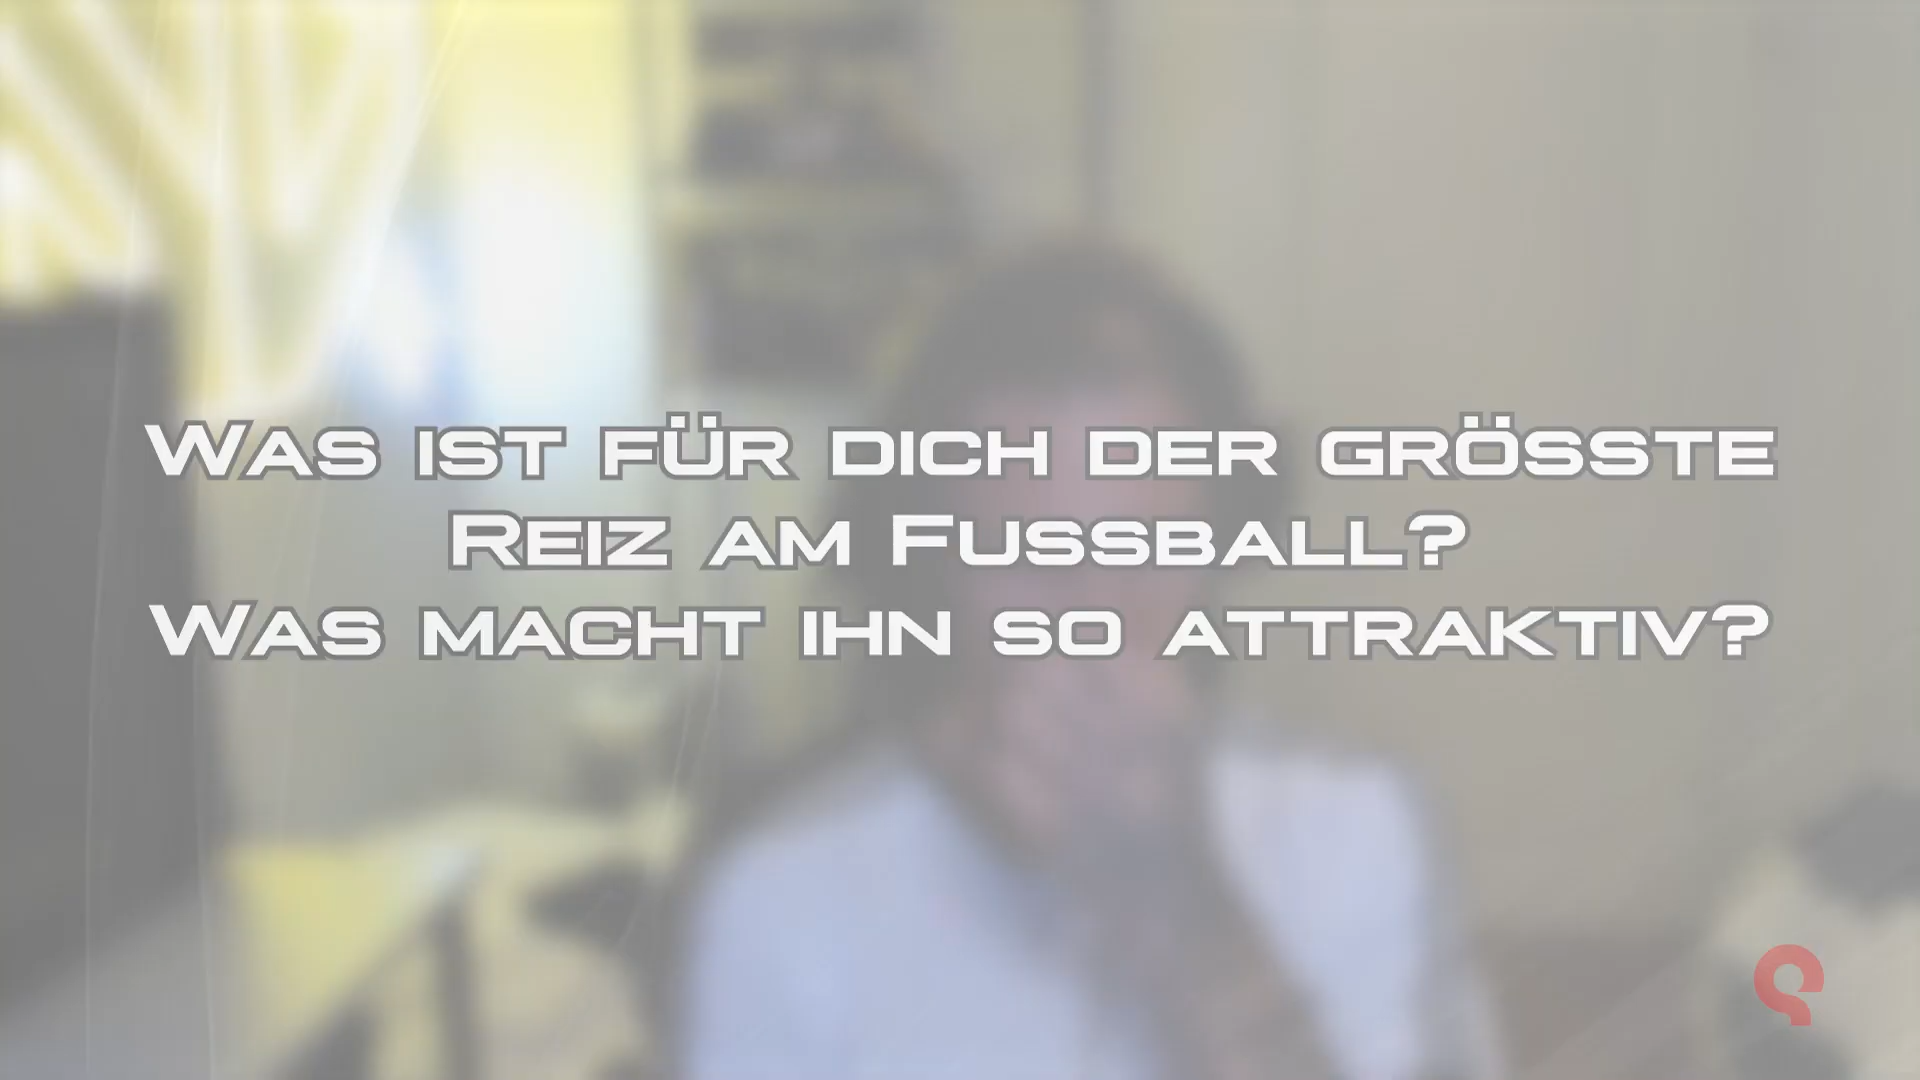 Was ist für dich der grösste
Reiz am Fussball?
Was macht ihn so attraktiv?